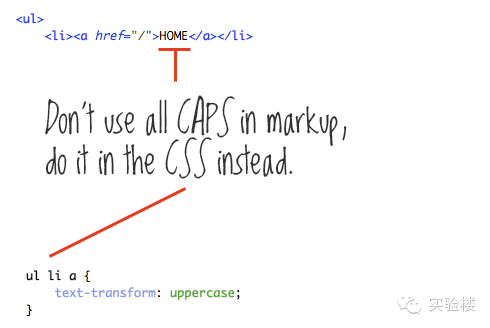 <ul>
<li><a href="/">HOME</a></li>
Don't use all CAPS in markup,
do it in the CSS instead.
ul li a {
text-transform: uppercase;
}
实验楼